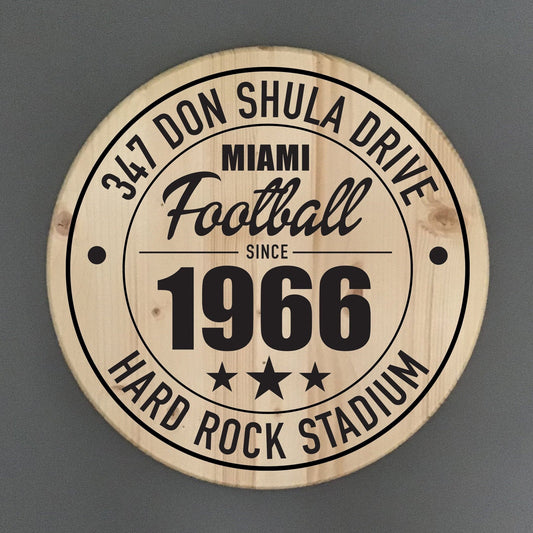 347 DON SHULA DRIVE
MIAMI
Football
SINCE
1966
HARD ROCK STADIUM